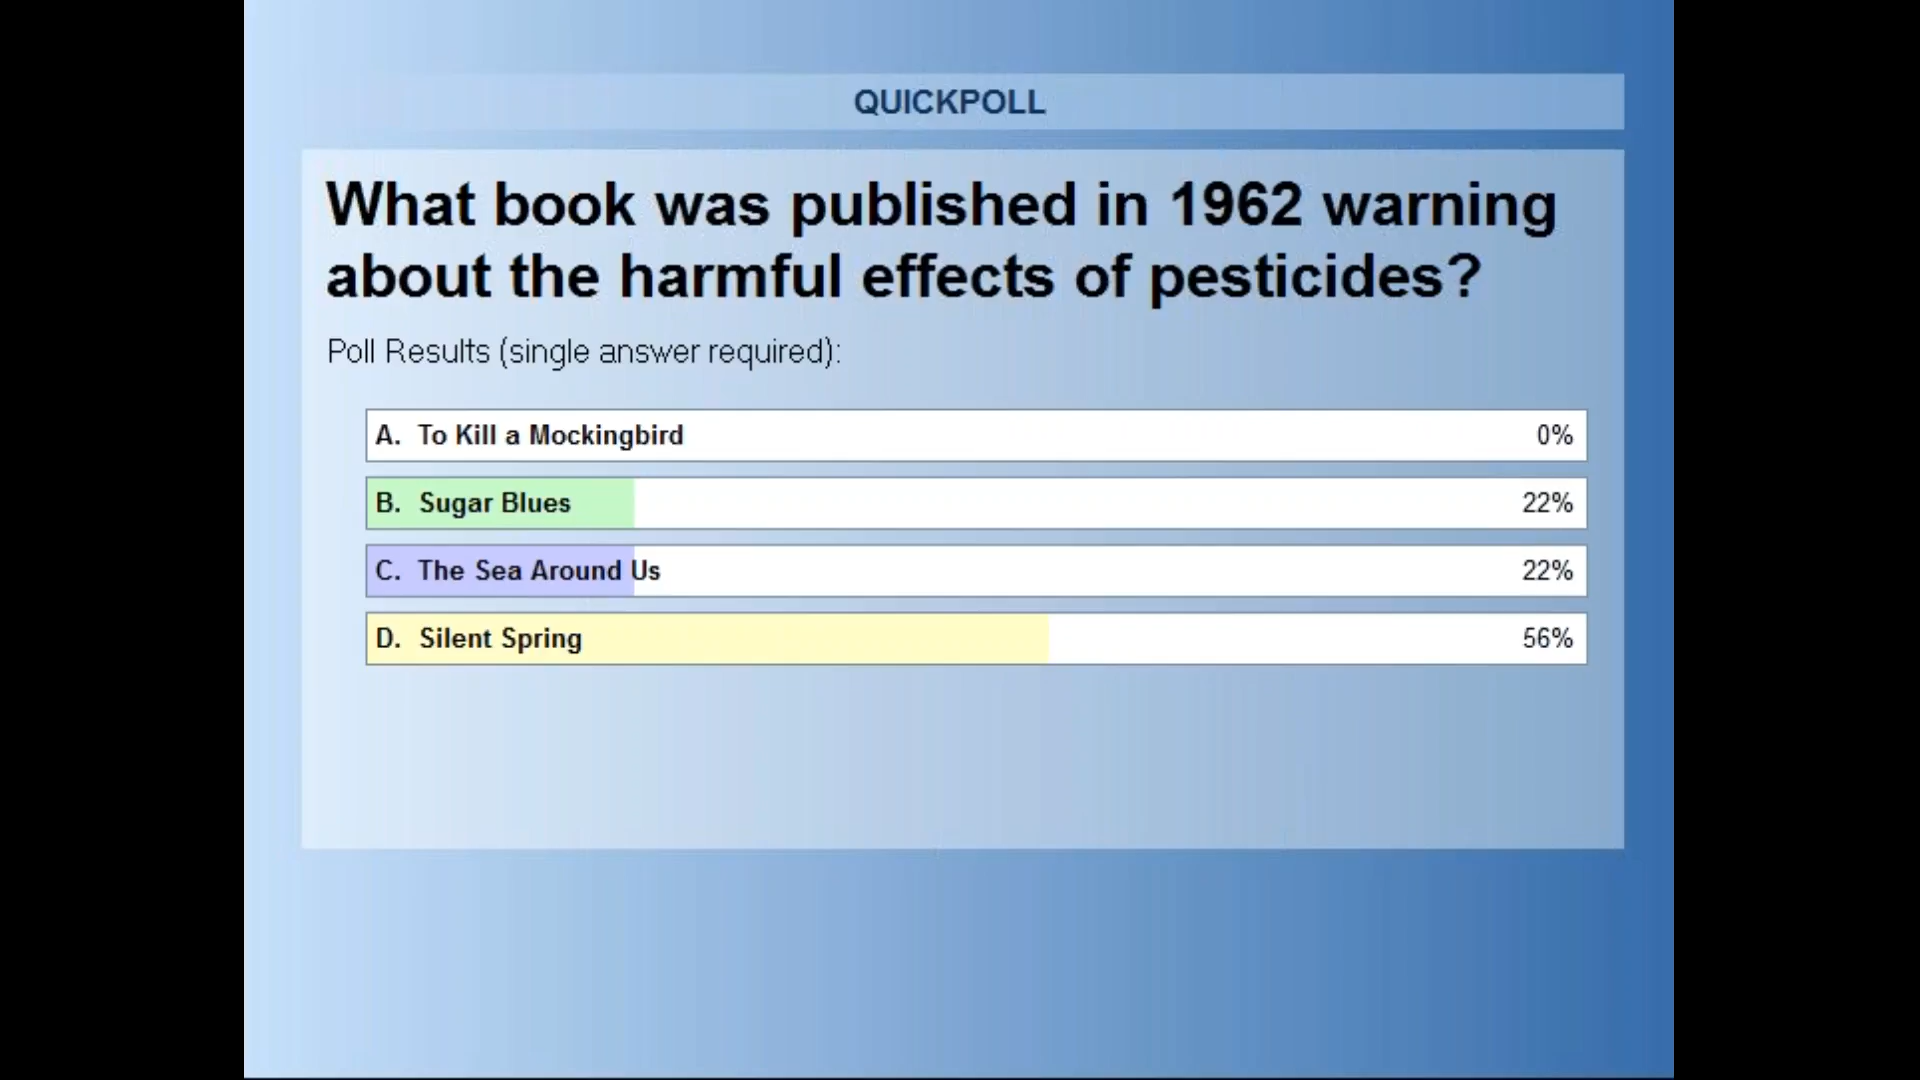 QUICKPOLL
What book was published in 1962 warning
about the harmful effects of pesticides?
Poll Results (single answer required):
A. To Kill a Mockingbird 0%
B. Sugar Blues 22%
C. The Sea Around Us 22%
D. Silent Spring 56%